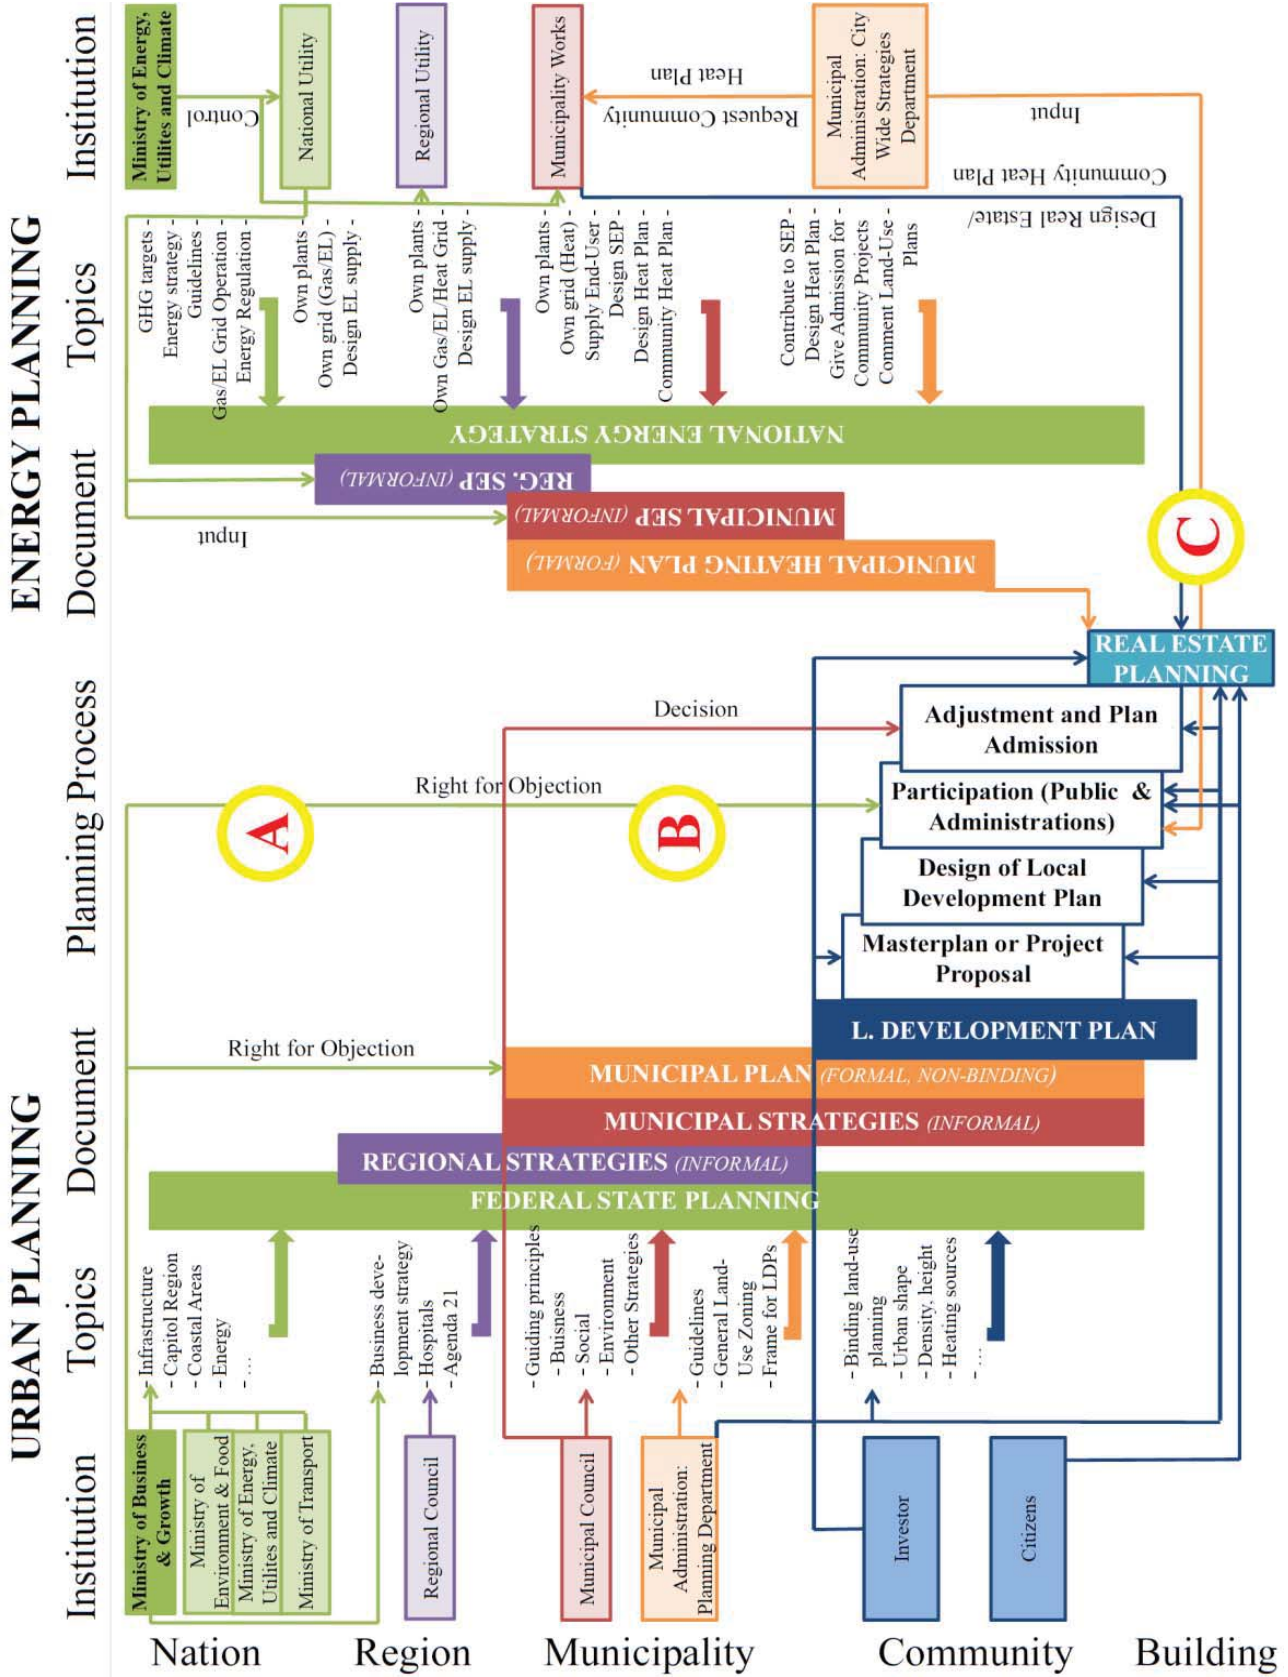 URBAN PLANNING
ENERGY PLANNING
Institution
Topics
Document
Planning Process
Document
Topics
Institution
Nation
Region
Municipality
Community
Building
Ministry of Business
& Growth
Ministry of
Environment & Food
Ministry of Energy,
Utilites and Climate
Ministry of Transport
Regional Council
Municipal Council
Municipal
Administration:
Planning Department
Investor
Citizens
- Infrastructure
- Capitol Region
- Coastal Areas
- Energy
- ...
- Business deve-
lopment strategy
- Hospitals
- Agenda 21
- Guiding principles
- Buisness
- Social
- Environment
- Other Strategies
- Guidelines
- General Land-
Use Zoning
- Frame for LDPs
- Binding land-use
planning
- Urban shape
- Density, height
- Heating sources
- ...
FEDERAL STATE PLANNING
REGIONAL STRATEGIES (INFORMAL)
MUNICIPAL STRATEGIES (INFORMAL)
MUNICIPAL PLAN (FORMAL, NON-BINDING)
L. DEVELOPMENT PLAN
Right for Objection
Right for Objection
Decision
A
B
C
Masterplan or Project
Proposal
Design of Local
Development Plan
Participation (Public &
Administrations)
Adjustment and Plan
Admission
REAL ESTATE
PLANNING
Input
MUNICIPAL HEATING PLAN (FORMAL)
MUNICIPAL SEP (INFORMAL)
REG. SEP (INFORMAL)
NATIONAL ENERGY STRATEGY
GHG targets -
Energy strategy -
Guidelines -
Gas/EL Grid Operation -
Energy Regulation -
Own plants -
Own grid (Gas/EL) -
Design EL supply -
Own plants -
Own Gas/EL/Heat Grid -
Design EL supply -
Own plants -
Own grid (Heat) -
Supply End-User -
Design SEP -
Design Heat Plan -
Community Heat Plan -
Contribute to SEP -
Design Heat Plan -
Give Admission for -
Community Projects
Comment Land-Use -
Plans
Ministry of Energy,
Utilites and Climate
Control
National Utility
Regional Utility
Municipality Works
Request Community
Heat Plan
Municipal
Administration: City
Wide Strategies
Department
Input
Design Real Estate/
Community Heat Plan